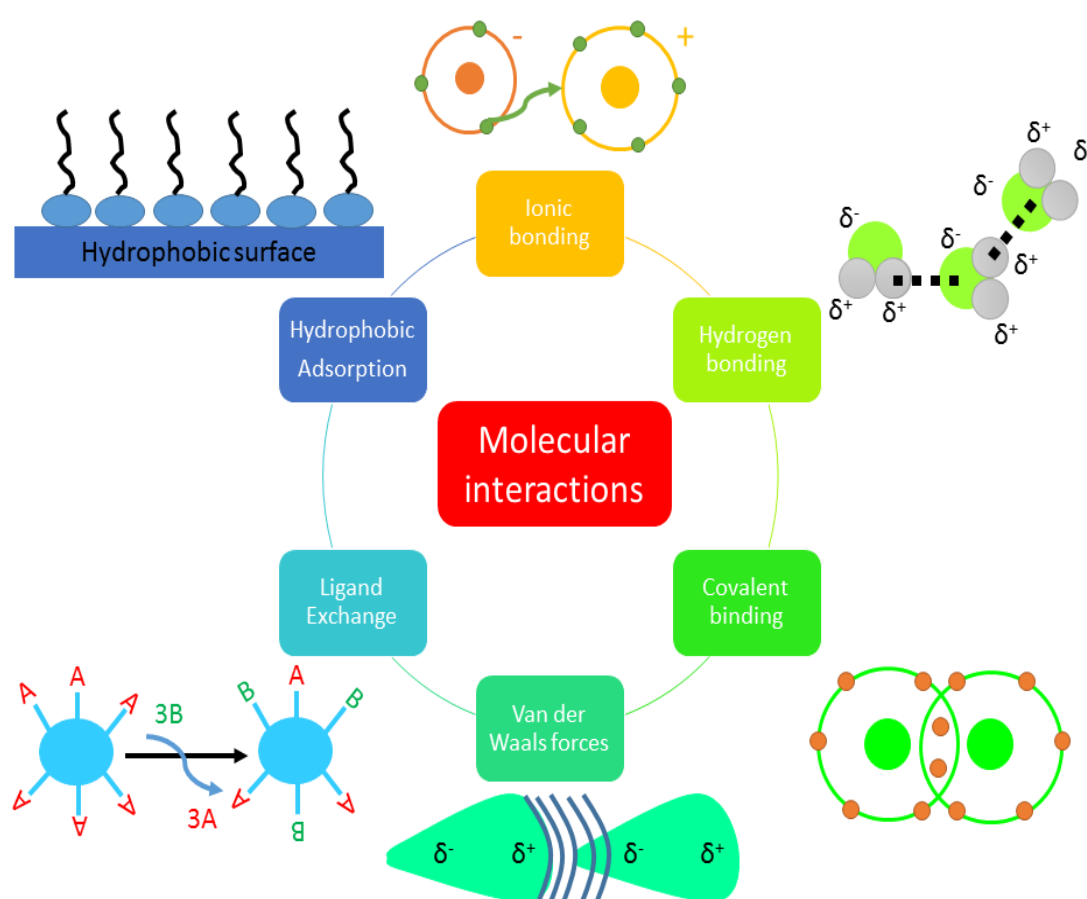 -
+
Ionic
bonding
Hydrophobic surface
δ⁺
δ
δ⁻
δ⁻
δ⁻
δ⁺
δ⁺
δ⁺
δ⁺
Hydrophobic
Adsorption
Hydrogen
bonding
Molecular
interactions
Ligand
Exchange
Covalent
binding
A
A
A
A
A
A
3B
3A
B
A
B
A
A
B
Van der
Waals forces
δ⁻
δ⁺
δ⁻
δ⁺